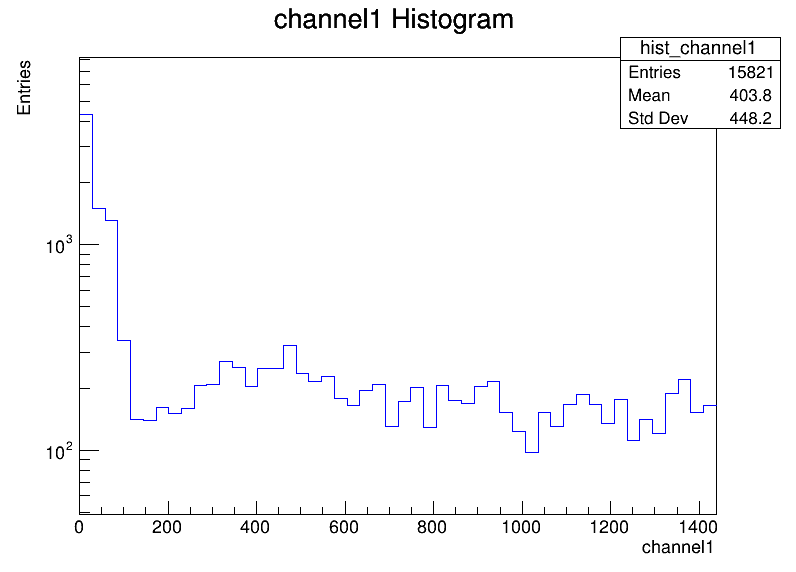 channel1 Histogram
hist_channel1
Entries 15821
Mean 403.8
Std Dev 448.2
Entries
10³
10²
0 200 400 600 800 1000 1200 1400
channel1